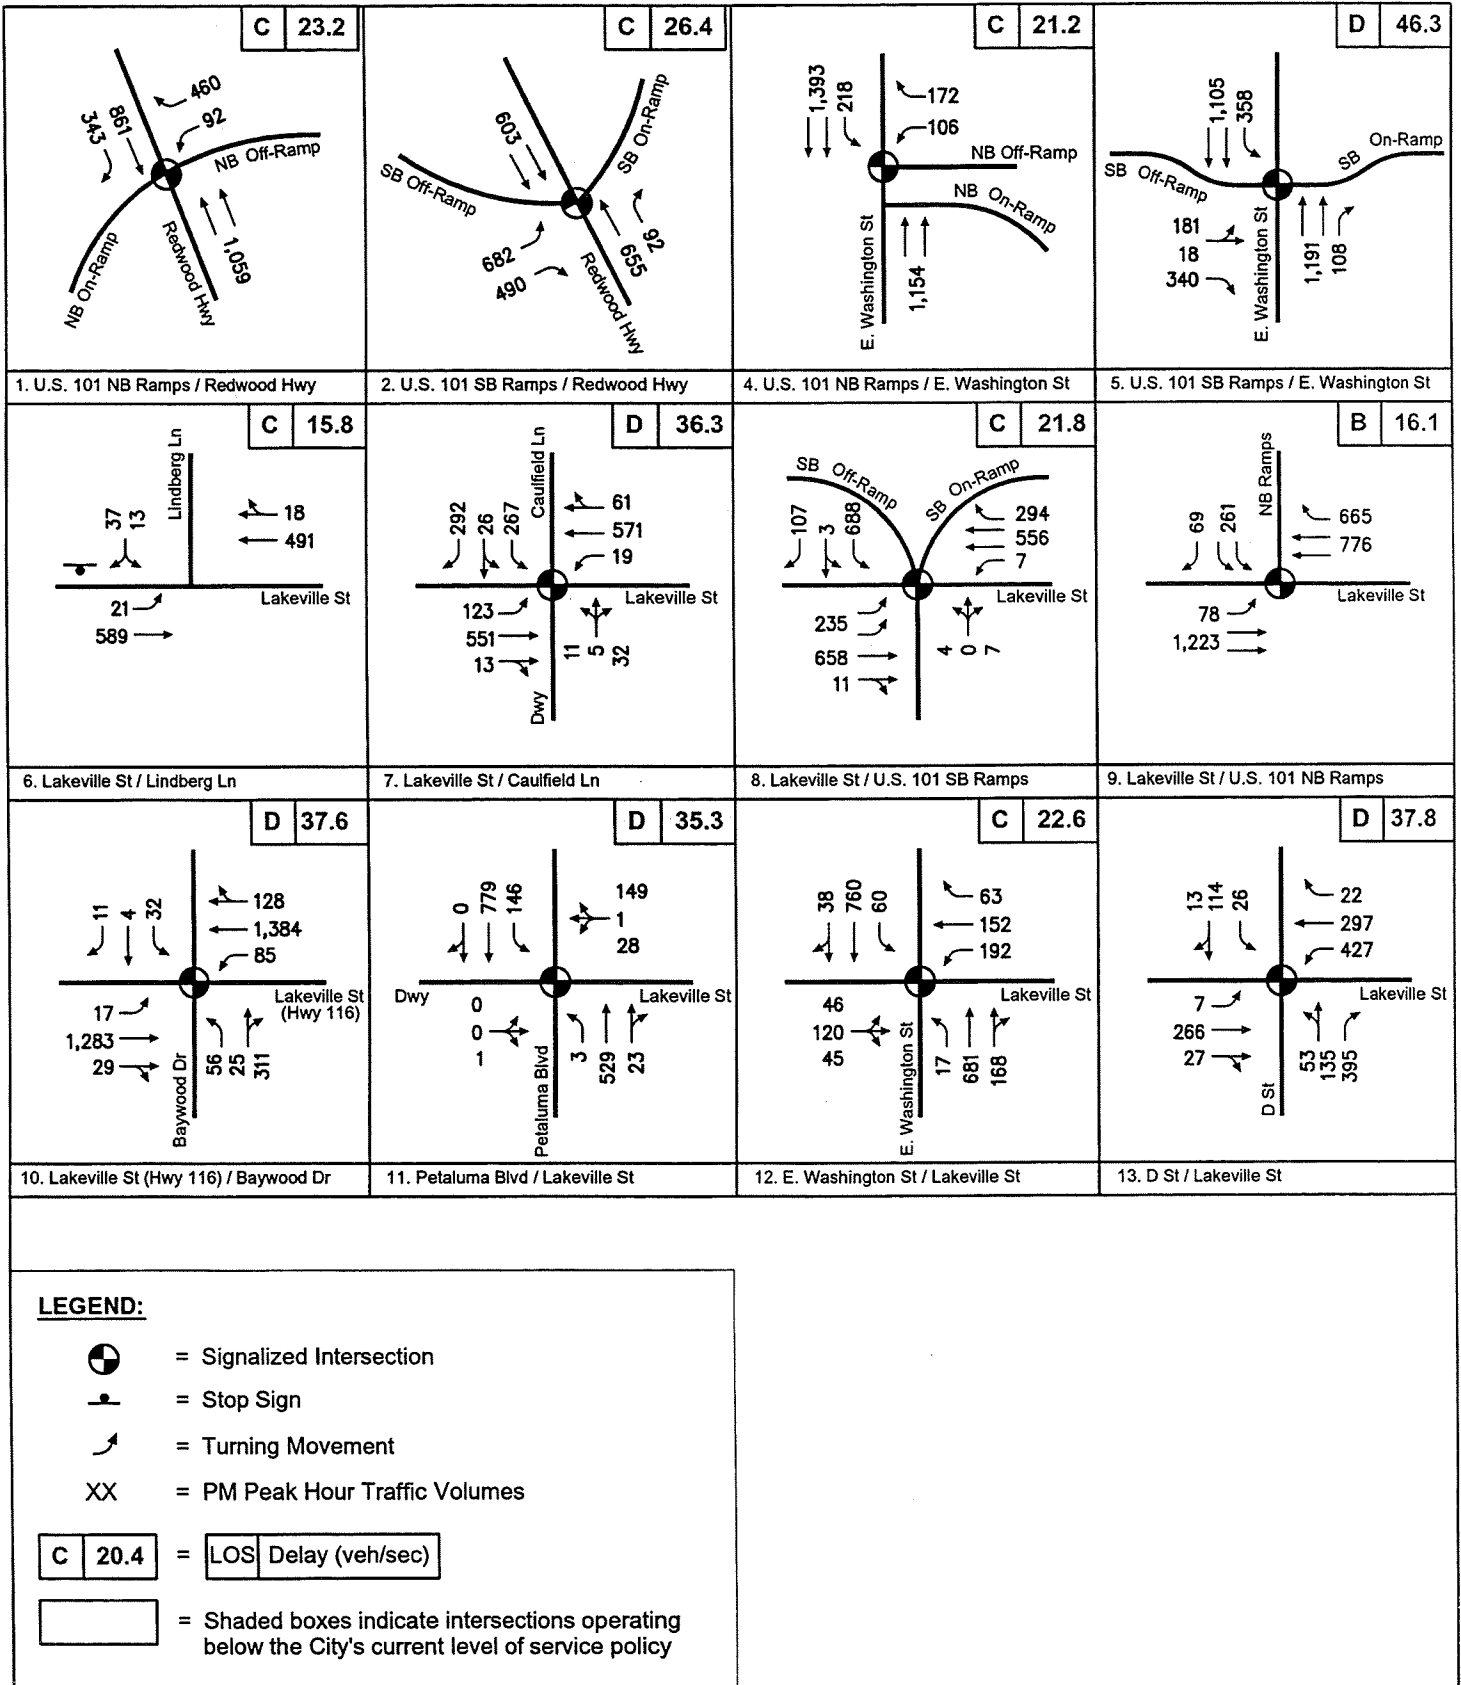 C 23.2
460
92
861
343
NB Off-Ramp
1,059
Redwood Hwy
NB On-Ramp
1. U.S. 101 NB Ramps / Redwood Hwy
C 26.4
603
SB On-Ramp
SB Off-Ramp
92
655
682
490
Redwood Hwy
2. U.S. 101 SB Ramps / Redwood Hwy
C 21.2
1,393
218
172
106
NB Off-Ramp
NB On-Ramp
1,154
E. Washington St
4. U.S. 101 NB Ramps / E. Washington St
D 46.3
1,105
358
SB On-Ramp
SB Off-Ramp
181
18
340
1,191
108
E. Washington St
5. U.S. 101 SB Ramps / E. Washington St
C 15.8
Lindberg Ln
37
13
18
491
Lakeville St
21
589
6. Lakeville St / Lindberg Ln
D 36.3
Caulfield Ln
292
26
267
61
571
19
Lakeville St
123
551
13
11
5
32
Dwy
7. Lakeville St / Caulfield Ln
C 21.8
SB Off-Ramp
SB On-Ramp
107
3
688
294
556
7
Lakeville St
235
658
11
4
0
7
8. Lakeville St / U.S. 101 SB Ramps
B 16.1
NB Ramps
69
261
665
776
Lakeville St
78
1,223
9. Lakeville St / U.S. 101 NB Ramps
D 37.6
11
4
32
128
1,384
85
Lakeville St
(Hwy 116)
17
1,283
29
56
25
311
Baywood Dr
10. Lakeville St (Hwy 116) / Baywood Dr
D 35.3
0
779
146
149
1
28
Dwy
Lakeville St
0
0
1
3
529
23
Petaluma Blvd
11. Petaluma Blvd / Lakeville St
C 22.6
38
760
60
63
152
192
Lakeville St
46
120
45
17
681
168
E. Washington St
12. E. Washington St / Lakeville St
D 37.8
13
114
26
22
297
427
Lakeville St
7
266
27
53
135
395
D St
13. D St / Lakeville St
LEGEND:
= Signalized Intersection
= Stop Sign
= Turning Movement
XX = PM Peak Hour Traffic Volumes
C 20.4 = LOS Delay (veh/sec)
= Shaded boxes indicate intersections operating
below the City's current level of service policy